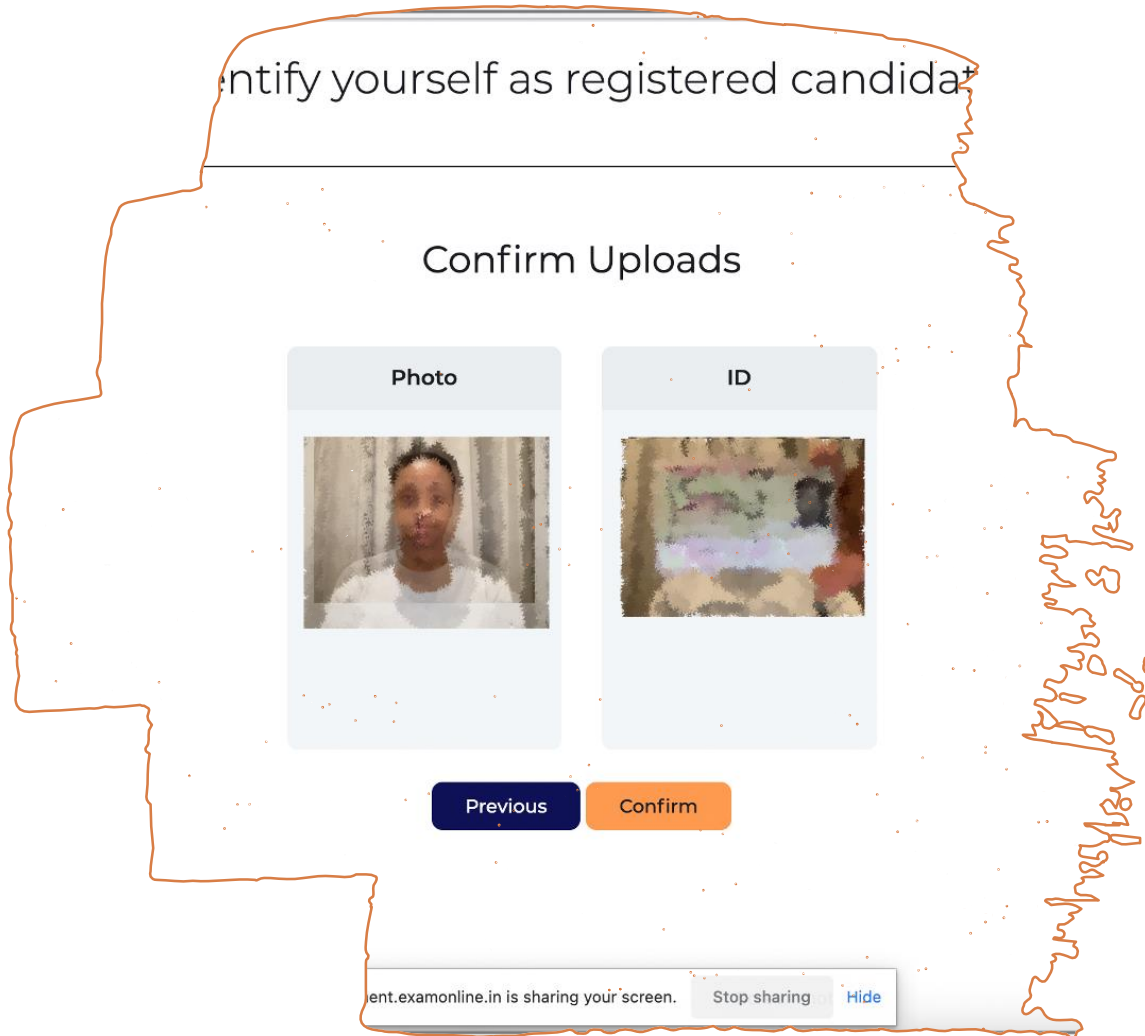 entify yourself as registered candidat
Confirm Uploads
Photo
ID
Previous
Confirm
ent.examonline.in is sharing your screen.
Stop sharing
Hide